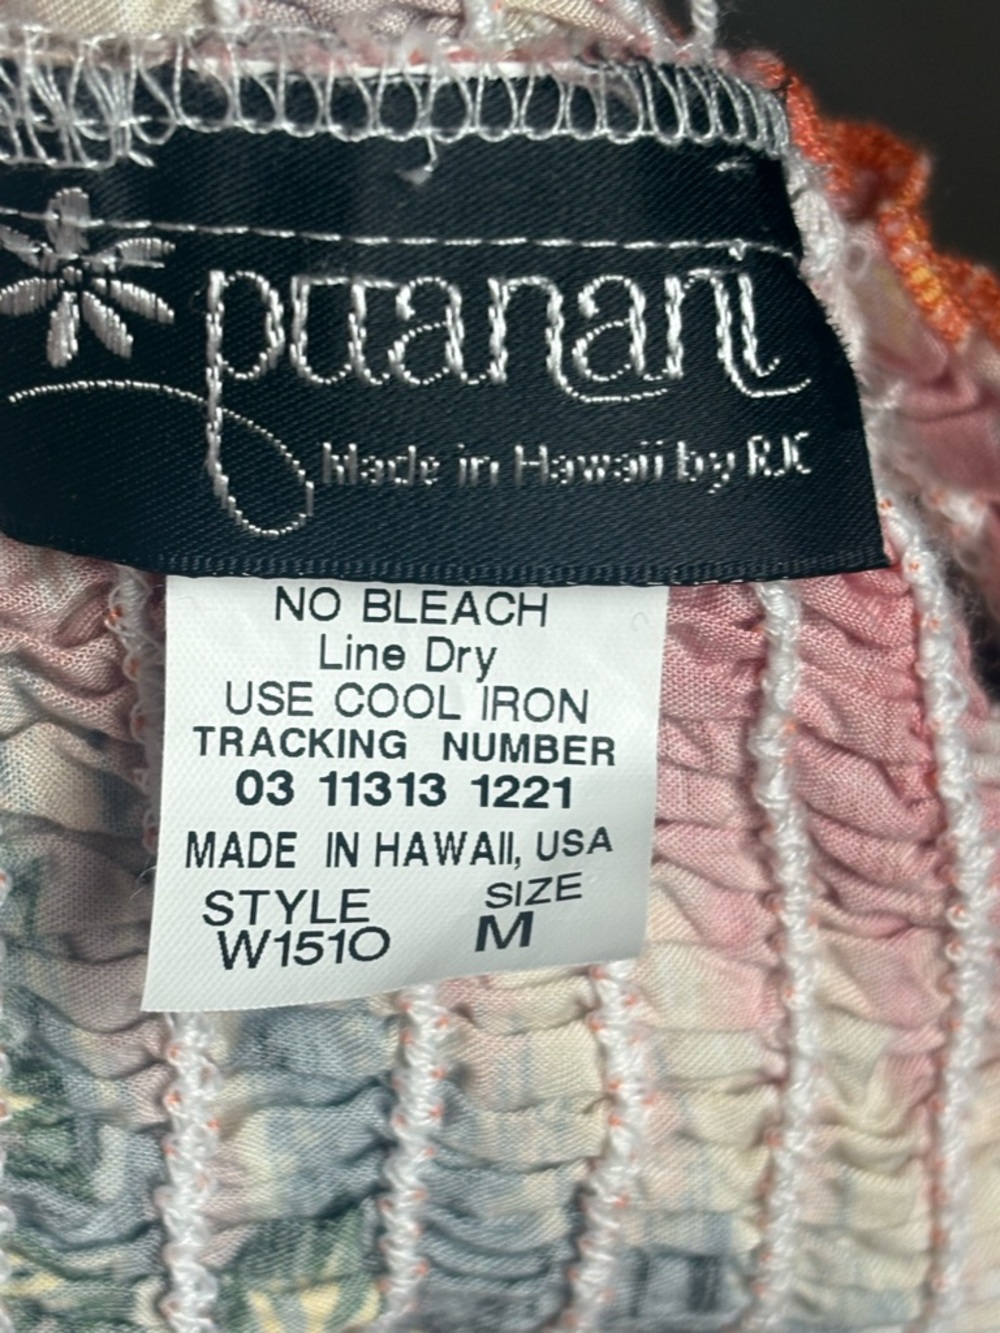 puanani
Made in Hawaii by RJC
NO BLEACH
Line Dry
USE COOL IRON
TRACKING NUMBER
03 11313 1221
MADE IN HAWAII, USA
STYLE SIZE
W1510 M